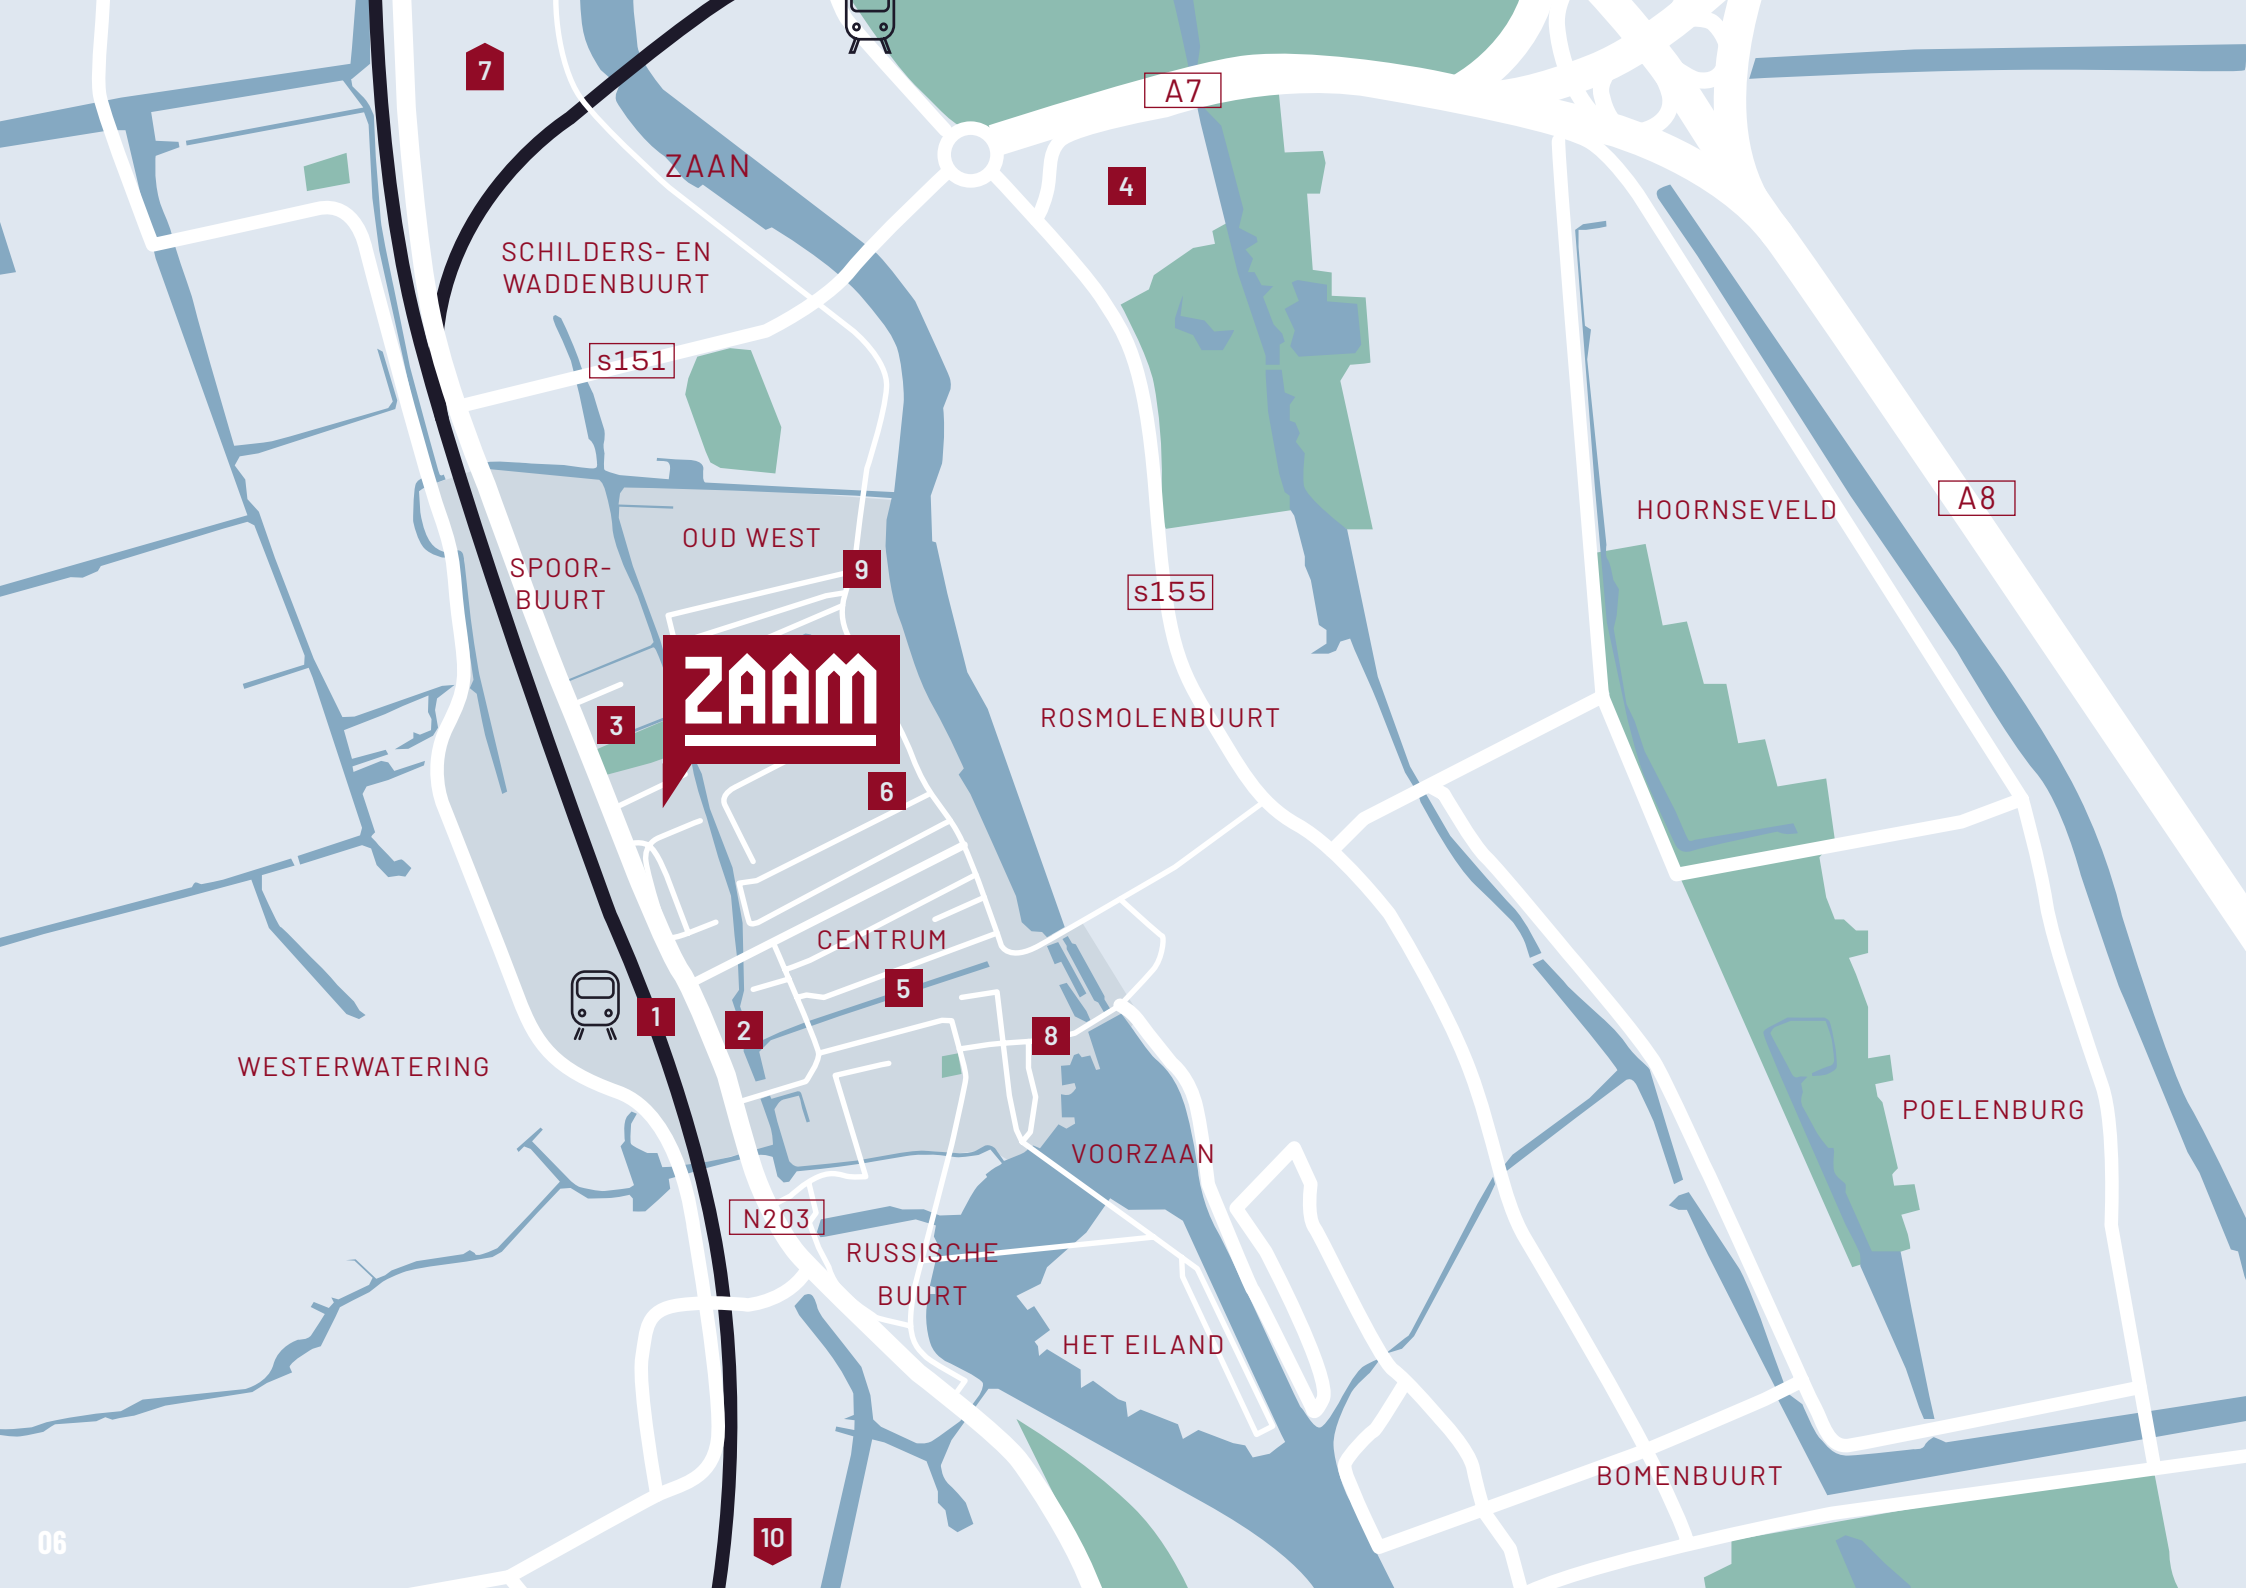 7
A7
ZAAN
4
SCHILDERS- EN
WADDENBUURT
s151
A8
HOORNSEVELD
OUD WEST
9
SPOOR-
BUURT
s155
ZAAM
3
ROSMOLENBUURT
6
CENTRUM
5
1
2
8
WESTERWATERING
POELENBURG
VOORZAAN
N203
RUSSISCHE
BUURT
HET EILAND
BOMENBUURT
10
06